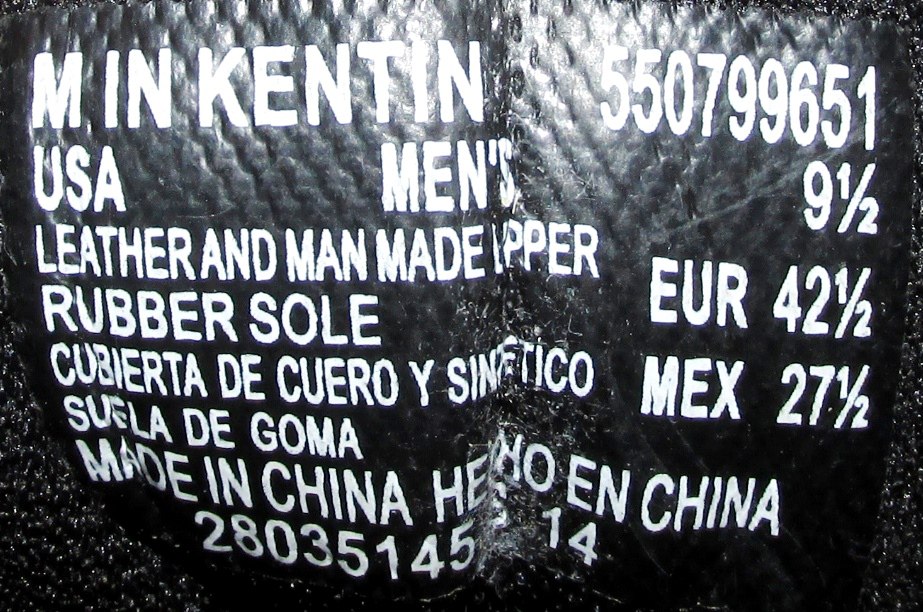 M IN KENTIN 550799651
USA MEN'S 9½
LEATHER AND MAN MADE UPPER
EUR 42½
RUBBER SOLE
CUBIERTA DE CUERO Y SINTETICO
MEX 27½
SUELA DE GOMA
MADE IN CHINA HECHO EN CHINA
28035145 14